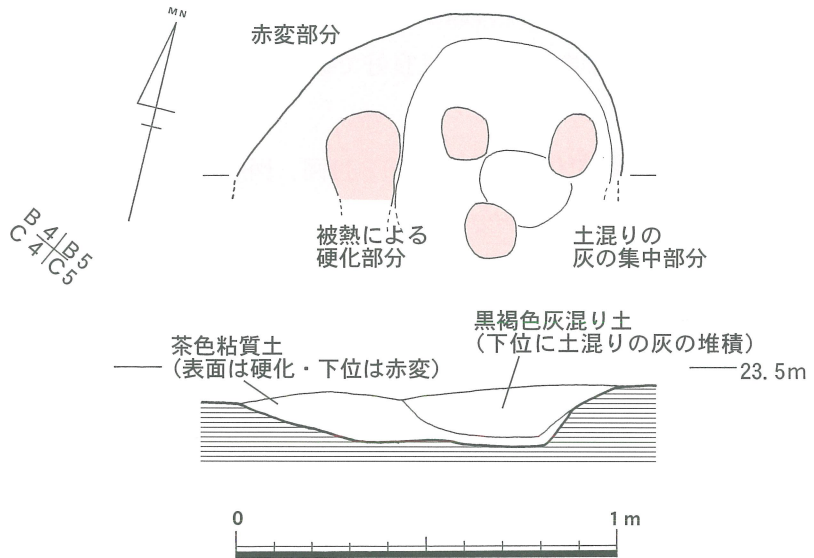 MN
赤変部分
B4|B5
C4|C5
被熱による
硬化部分
土混りの
灰の集中部分
茶色粘質土
(表面は硬化・下位は赤変)
黒褐色灰混り土
(下位に土混りの灰の堆積)
23.5m
0
1m